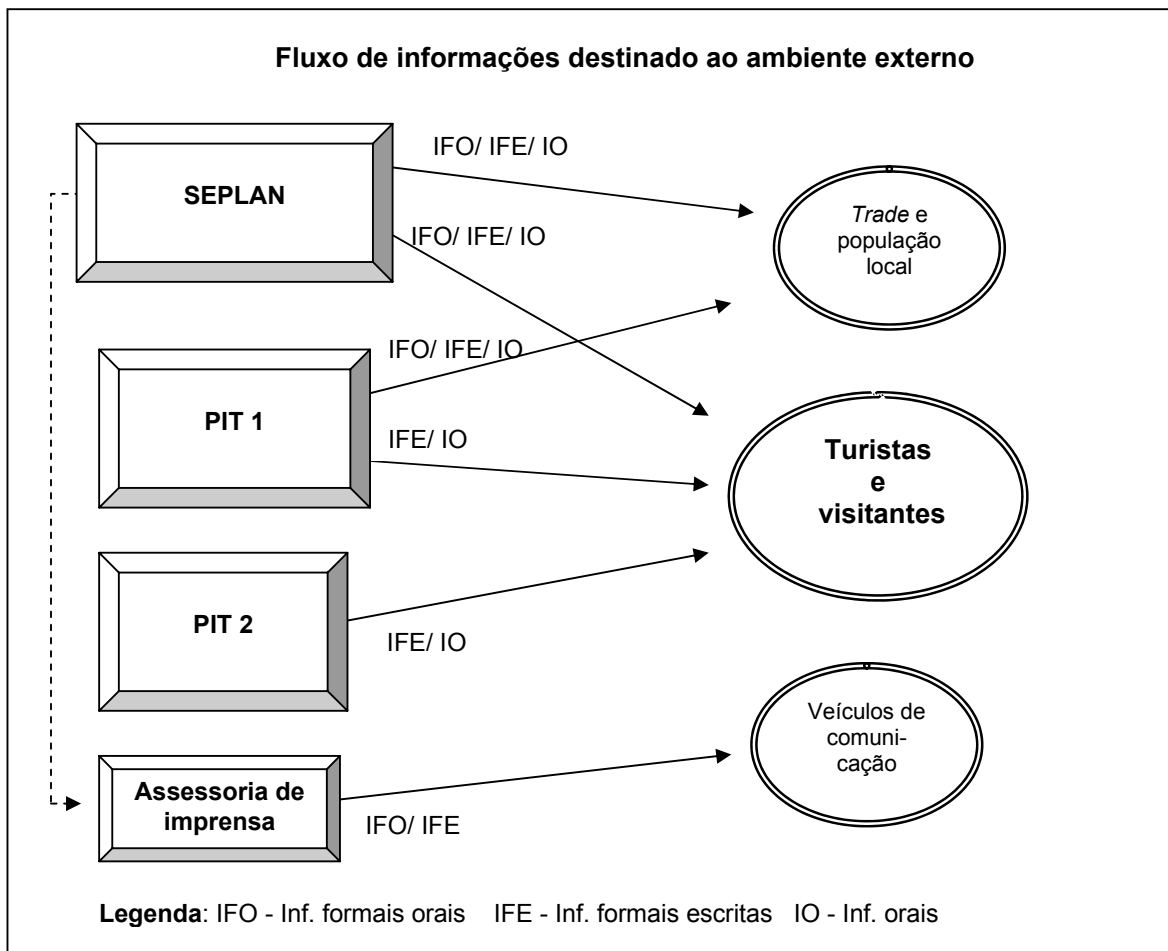 Fluxo de informações destinado ao ambiente externo
IFO/ IFE/ IO
SEPLAN
Trade e
população
local
IFO/ IFE/ IO
IFO/ IFE/ IO
PIT 1
IFE/ IO
Turistas
e
visitantes
PIT 2
IFE/ IO
Veículos de
comuni-
cação
Assessoria de
imprensa
IFO/ IFE
Legenda: IFO - Inf. formais orais IFE - Inf. formais escritas IO - Inf. orais